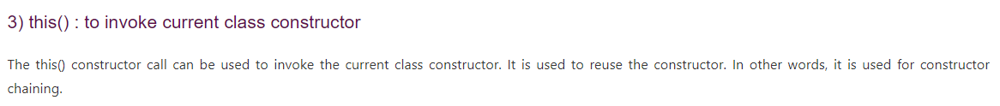 3) this() : to invoke current class constructor
The this() constructor call can be used to invoke the current class constructor. It is used to reuse the constructor. In other words, it is used for constructor
chaining.